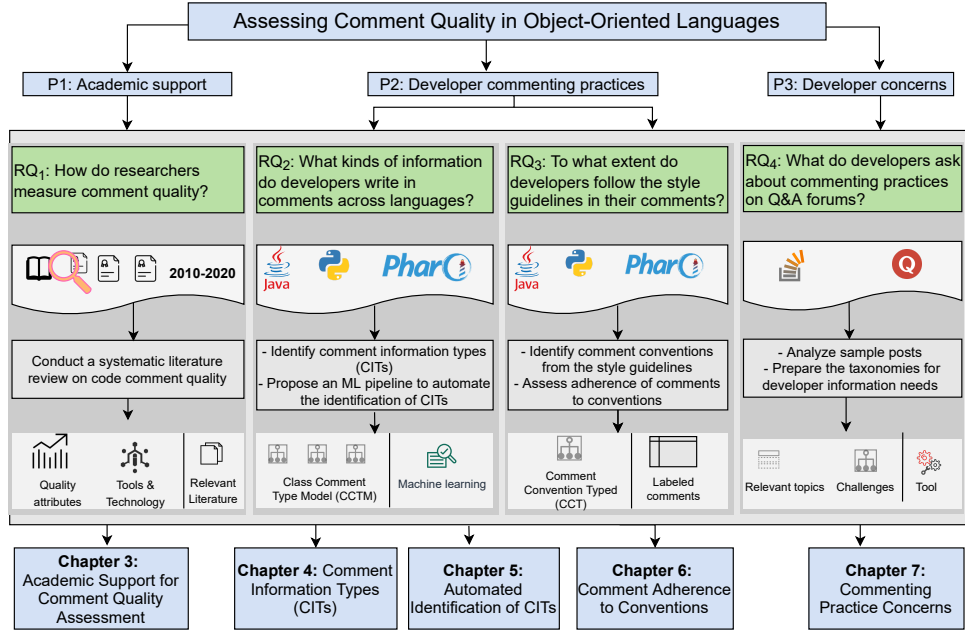 Assessing Comment Quality in Object-Oriented Languages
P1: Academic support
P2: Developer commenting practices
P3: Developer concerns
RQ1: How do researchers
measure comment quality?
RQ2: What kinds of information
do developers write in
comments across languages?
RQ3: To what extent do
developers follow the style
guidelines in their comments?
RQ4: What do developers ask
about commenting practices
on Q&A forums?
2010-2020
Java
Pharo
Java
Pharo
Q
Conduct a systematic literature
review on code comment quality
- Identify comment information types
(CITs)
- Propose an ML pipeline to automate
the identification of CITs
- Identify comment conventions
from the style guidelines
- Assess adherence of comments
to conventions
- Analyze sample posts
- Prepare the taxonomies for
developer information needs
Quality
attributes
Tools &
Technology
Relevant
Literature
Class Comment
Type Model (CCTM)
Machine learning
Comment
Convention Typed
(CCT)
Labeled
comments
Relevant topics
Challenges
Tool
Chapter 3:
Academic Support for
Comment Quality
Assessment
Chapter 4: Comment
Information Types
(CITs)
Chapter 5:
Automated
Identification of CITs
Chapter 6:
Comment Adherence
to Conventions
Chapter 7:
Commenting
Practice Concerns